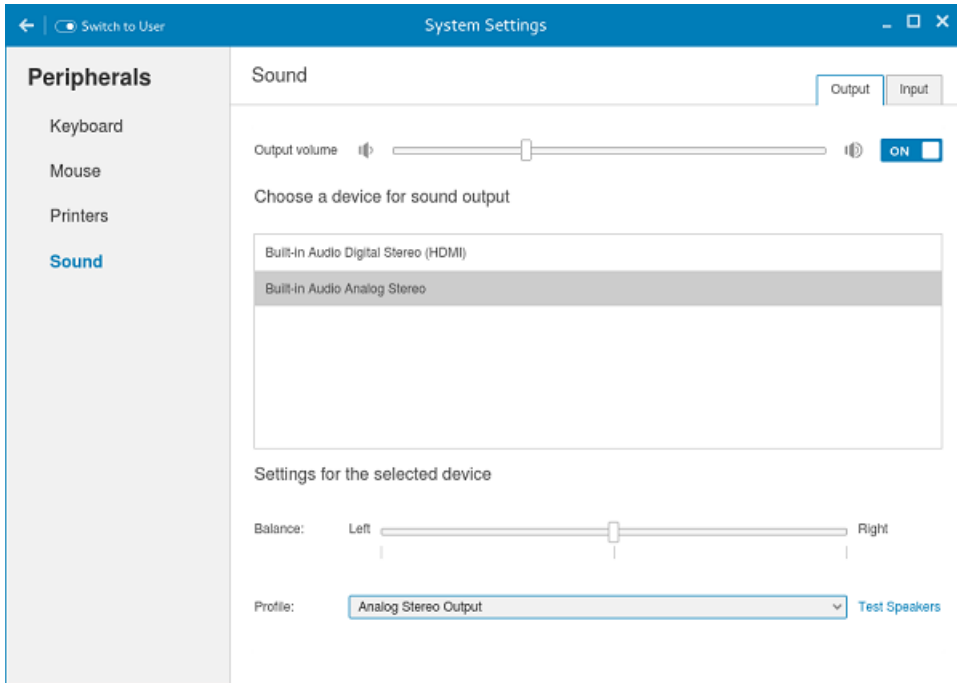 Switch to User
System Settings
Peripherals
Keyboard
Mouse
Printers
Sound
Sound
Output
Input
Output volume
ON
Choose a device for sound output
Built-in Audio Digital Stereo (HDMI)
Built-in Audio Analog Stereo
Settings for the selected device
Balance:
Left
Right
Profile:
Analog Stereo Output
Test Speakers